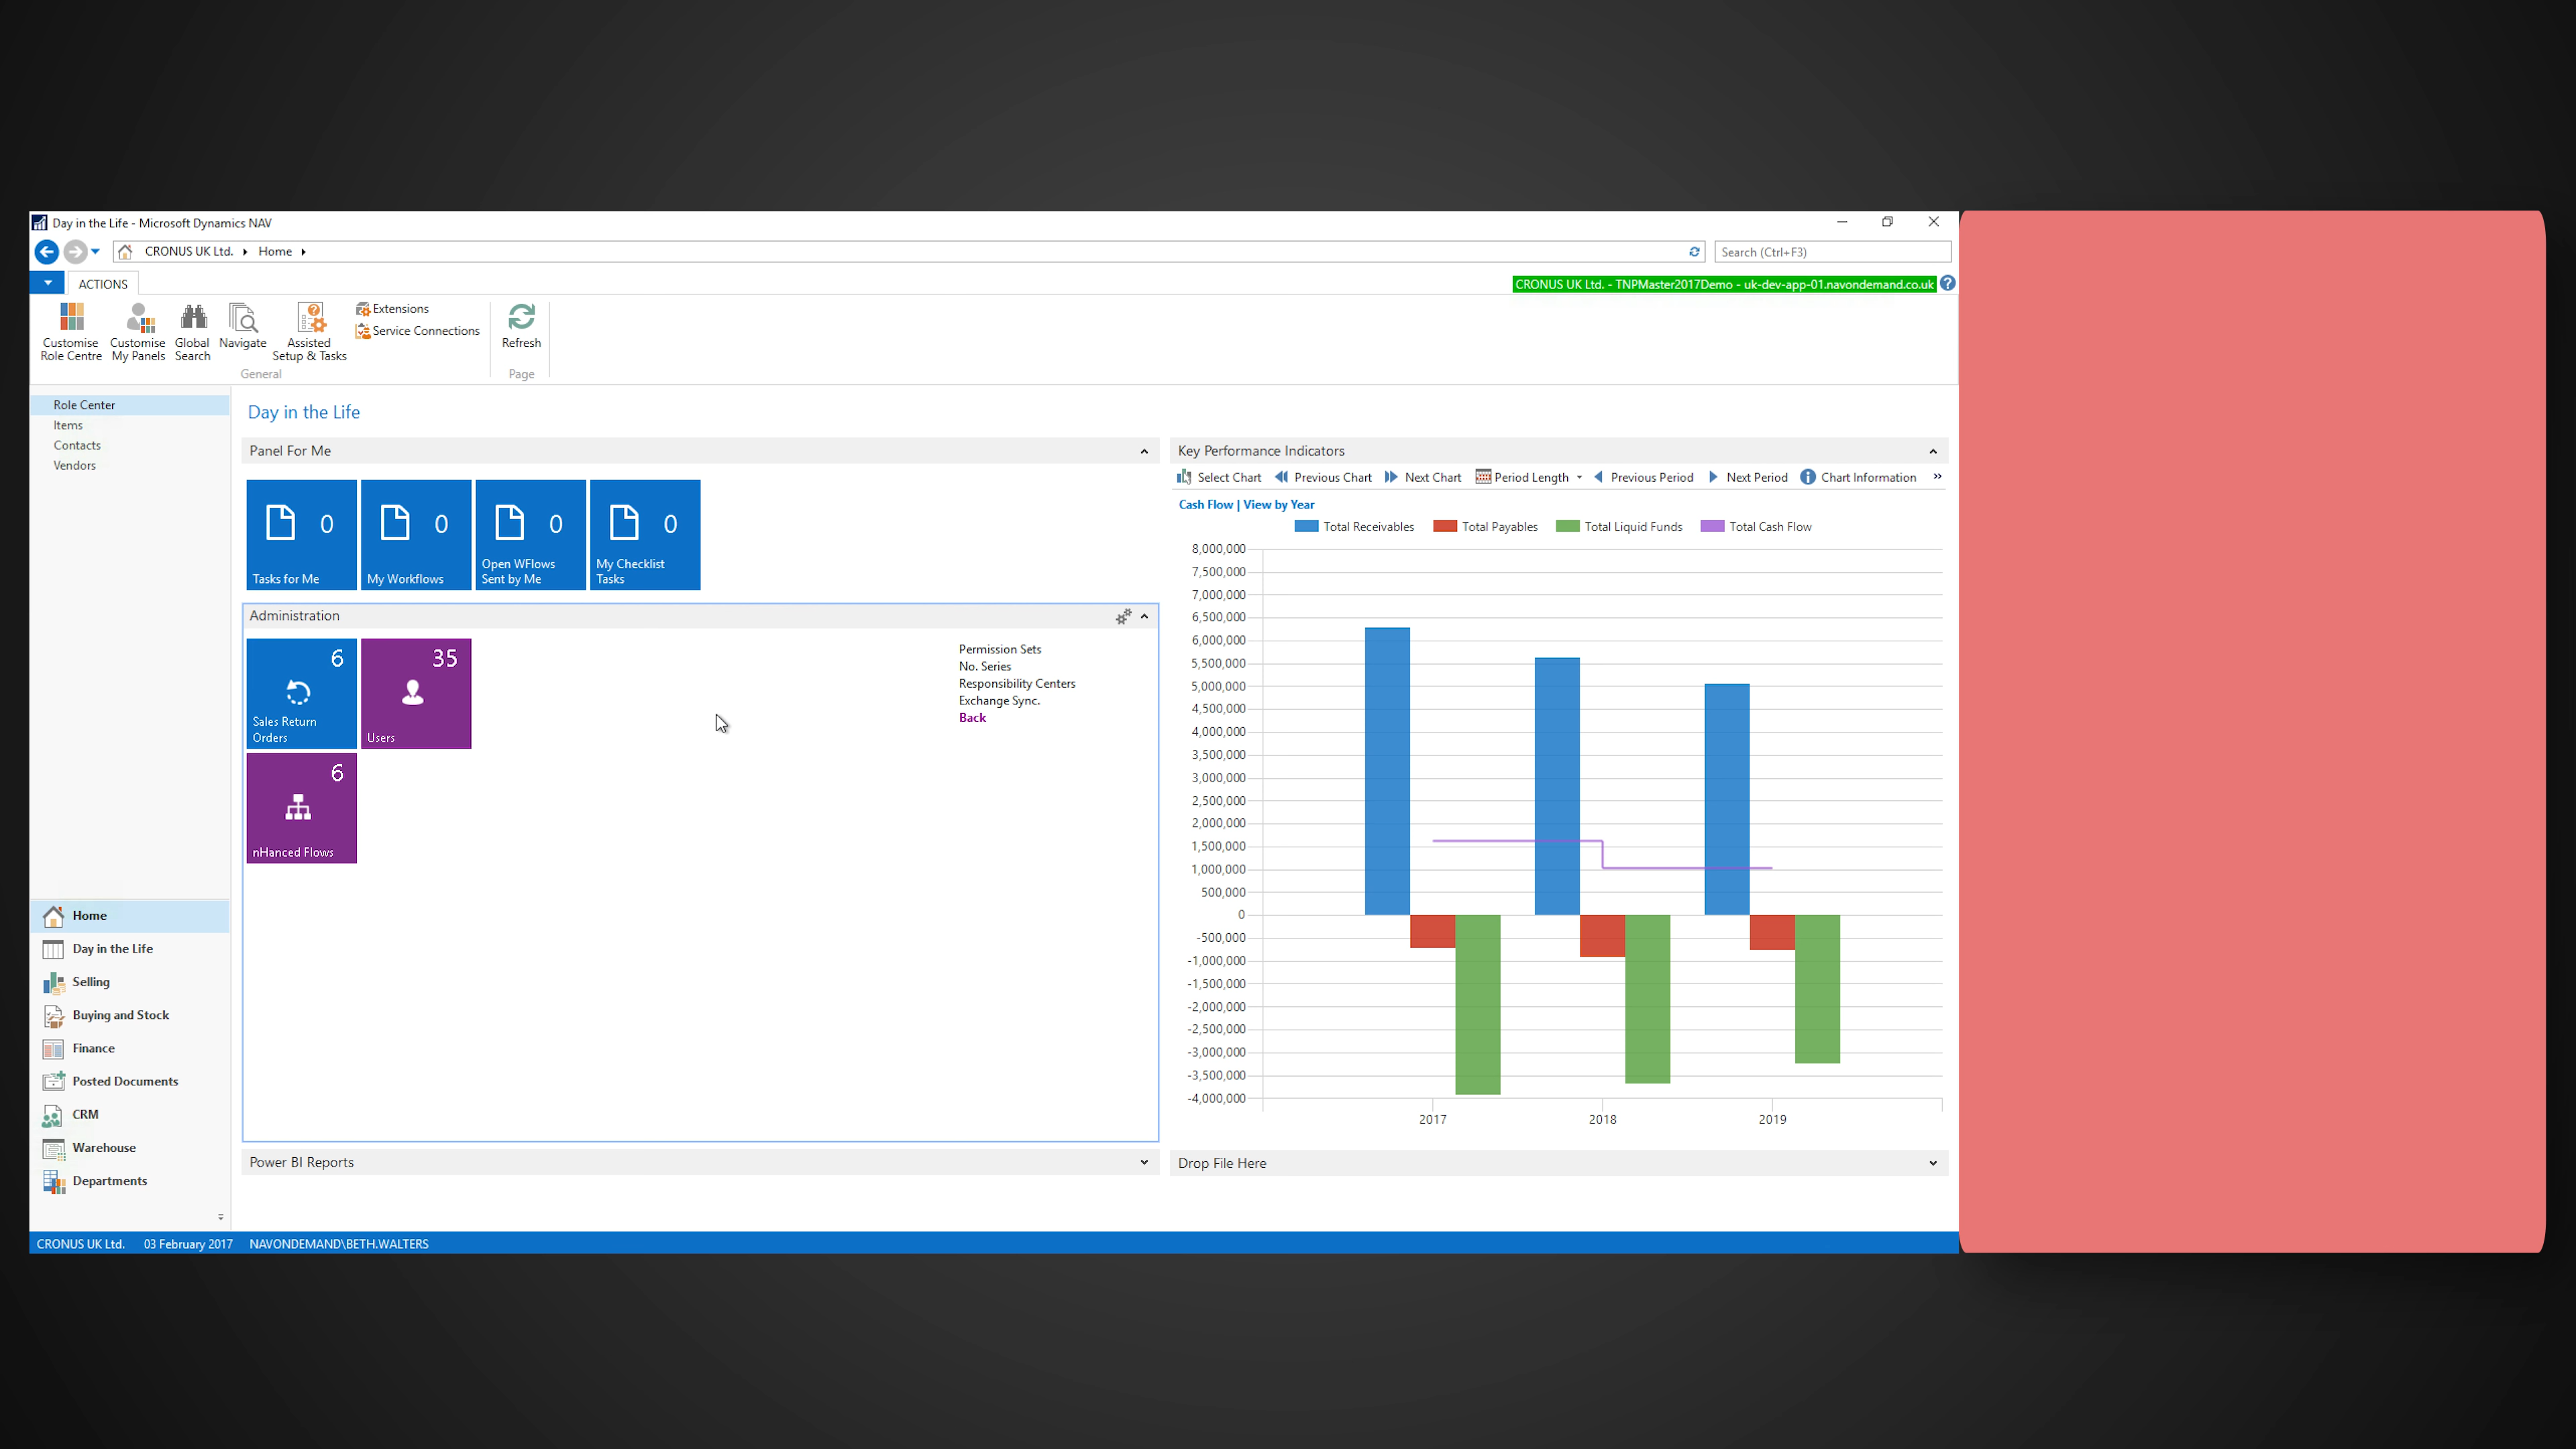 Day in the Life - Microsoft Dynamics NAV
CRONUS UK Ltd. Home
Search (Ctrl+F3)
ACTIONS
CRONUS UK Ltd. - TNPMaster2017Demo - uk-dev-app-01.navondemand.co.uk
Customise Role Centre
Customise My Panels
Global Search
Navigate
Assisted Setup & Tasks
Extensions
Service Connections
Refresh
General
Page
Role Center
Items
Contacts
Vendors
Home
Day in the Life
Selling
Buying and Stock
Finance
Posted Documents
CRM
Warehouse
Departments
Day in the Life
Panel For Me
0
Tasks for Me
0
My Workflows
0
Open WFlows
Sent by Me
0
My Checklist
Tasks
Administration
6
Sales Return
Orders
35
Users
6
nHanced Flows
Permission Sets
No. Series
Responsibility Centers
Exchange Sync.
Back
Power BI Reports
Key Performance Indicators
Select Chart Previous Chart Next Chart Period Length Previous Period Next Period Chart Information »
Cash Flow | View by Year
Total Receivables Total Payables Total Liquid Funds Total Cash Flow
8,000,000
7,500,000
7,000,000
6,500,000
6,000,000
5,500,000
5,000,000
4,500,000
4,000,000
3,500,000
3,000,000
2,500,000
2,000,000
1,500,000
1,000,000
500,000
0
-500,000
-1,000,000
-1,500,000
-2,000,000
-2,500,000
-3,000,000
-3,500,000
-4,000,000
2017 2018 2019
Drop File Here
CRONUS UK Ltd. 03 February 2017 NAVONDEMAND\BETH.WALTERS